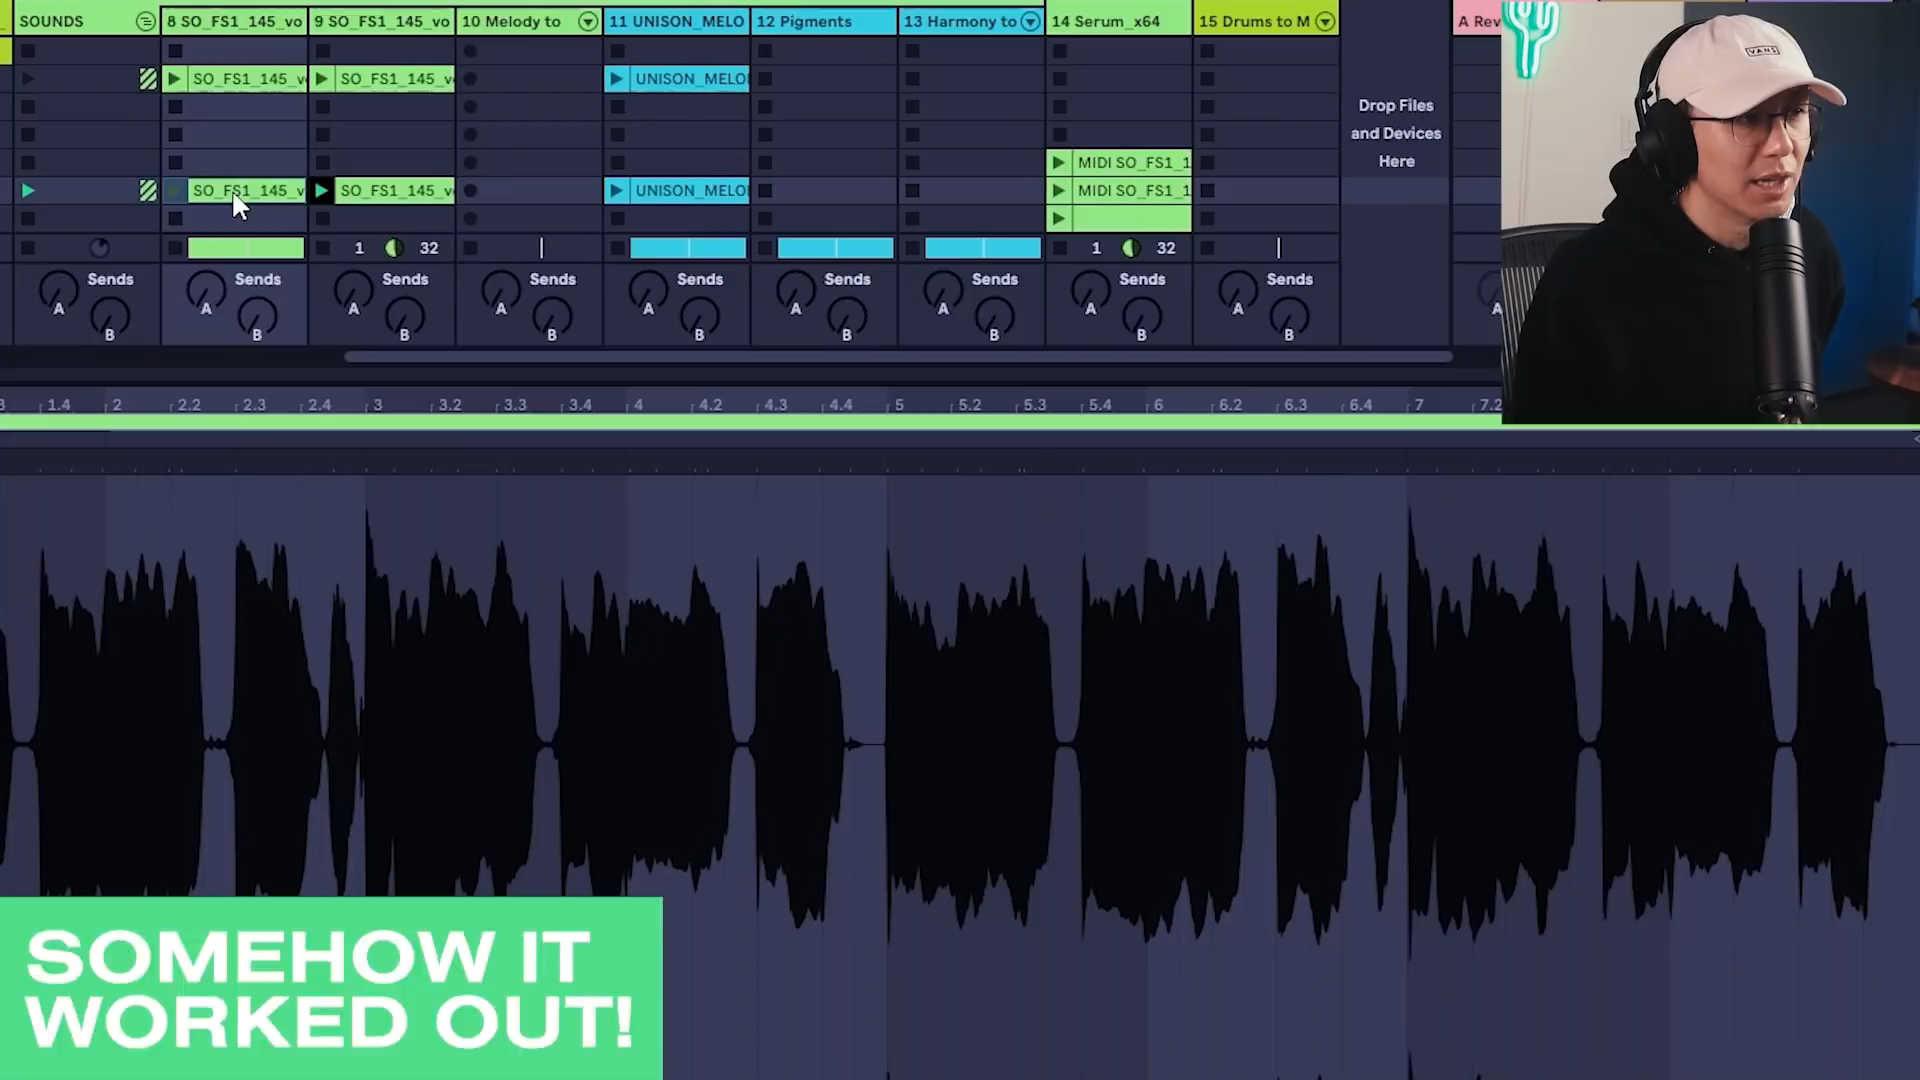 SOUNDS
8 SO_FS1_145_vo
9 SO_FS1_145_vo
10 Melody to
11 UNISON_MELO
12 Pigments
13 Harmony to
14 Serum_x64
15 Drums to M
A Rev
SO_FS1_145_v
SO_FS1_145_v
UNISON_MELO
Drop Files
and Devices
Here
MIDI SO_FS1_1
SO_FS1_145_v
SO_FS1_145_v
UNISON_MELO
MIDI SO_FS1_1
1 32
1 32
Sends Sends Sends Sends Sends Sends Sends Sends Sends
A A A A A A A A A A
B B B B B B B B B
3 1.4 2 2.2 2.3 2.4 3 3.2 3.3 3.4 4 4.2 4.3 4.4 5 5.2 5.3 5.4 6 6.2 6.3 6.4 7 7.2
VANS
SOMEHOW IT
WORKED OUT!